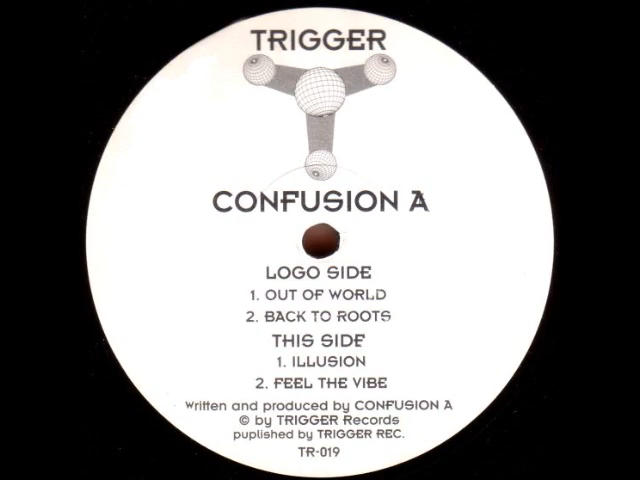 TRIGGER
CONFUSION A
LOGO SIDE
1. OUT OF WORLD
2. BACK TO ROOTS
THIS SIDE
1. ILLUSION
2. FEEL THE VIBE
written and produced by CONFUSION A
© by TRIGGER Records
puplished by TRIGGER REC.
TR-019